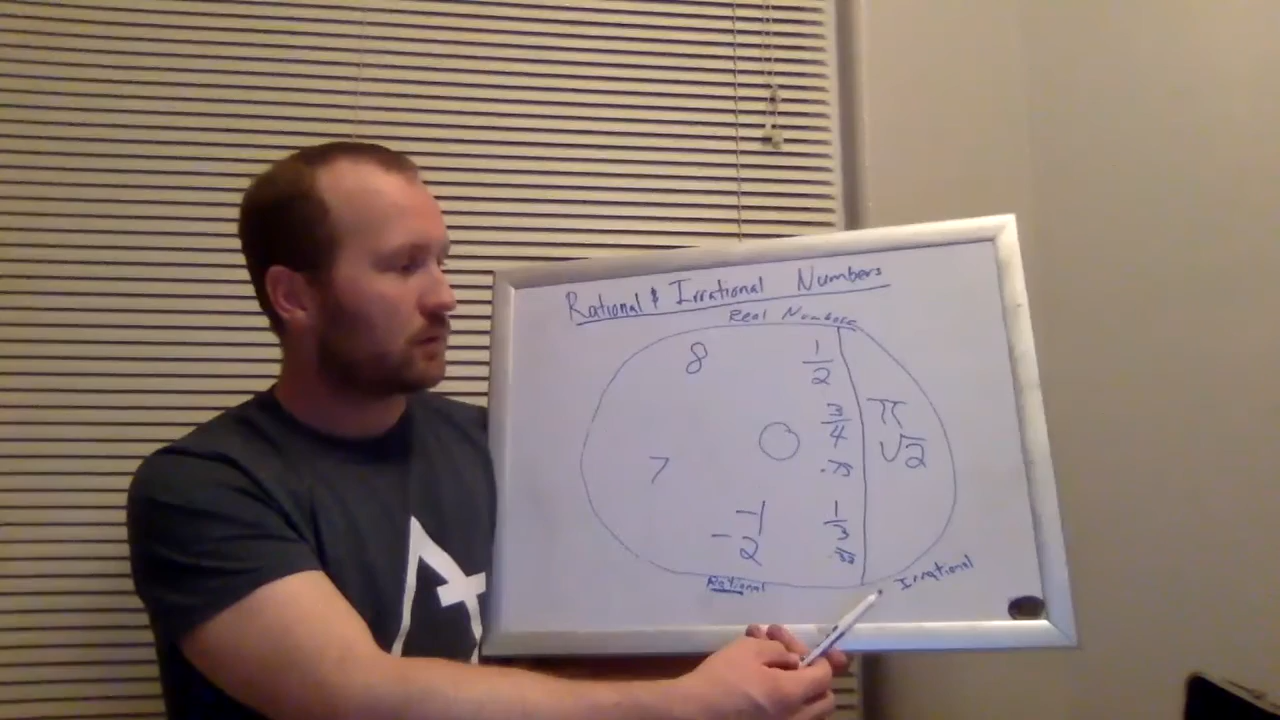 Rational & Irrational Numbers
Real Numbers
8
1/2
3/4
π
√2
0
.75
7
-1
-2
1/3
.33
Rational
Irrational